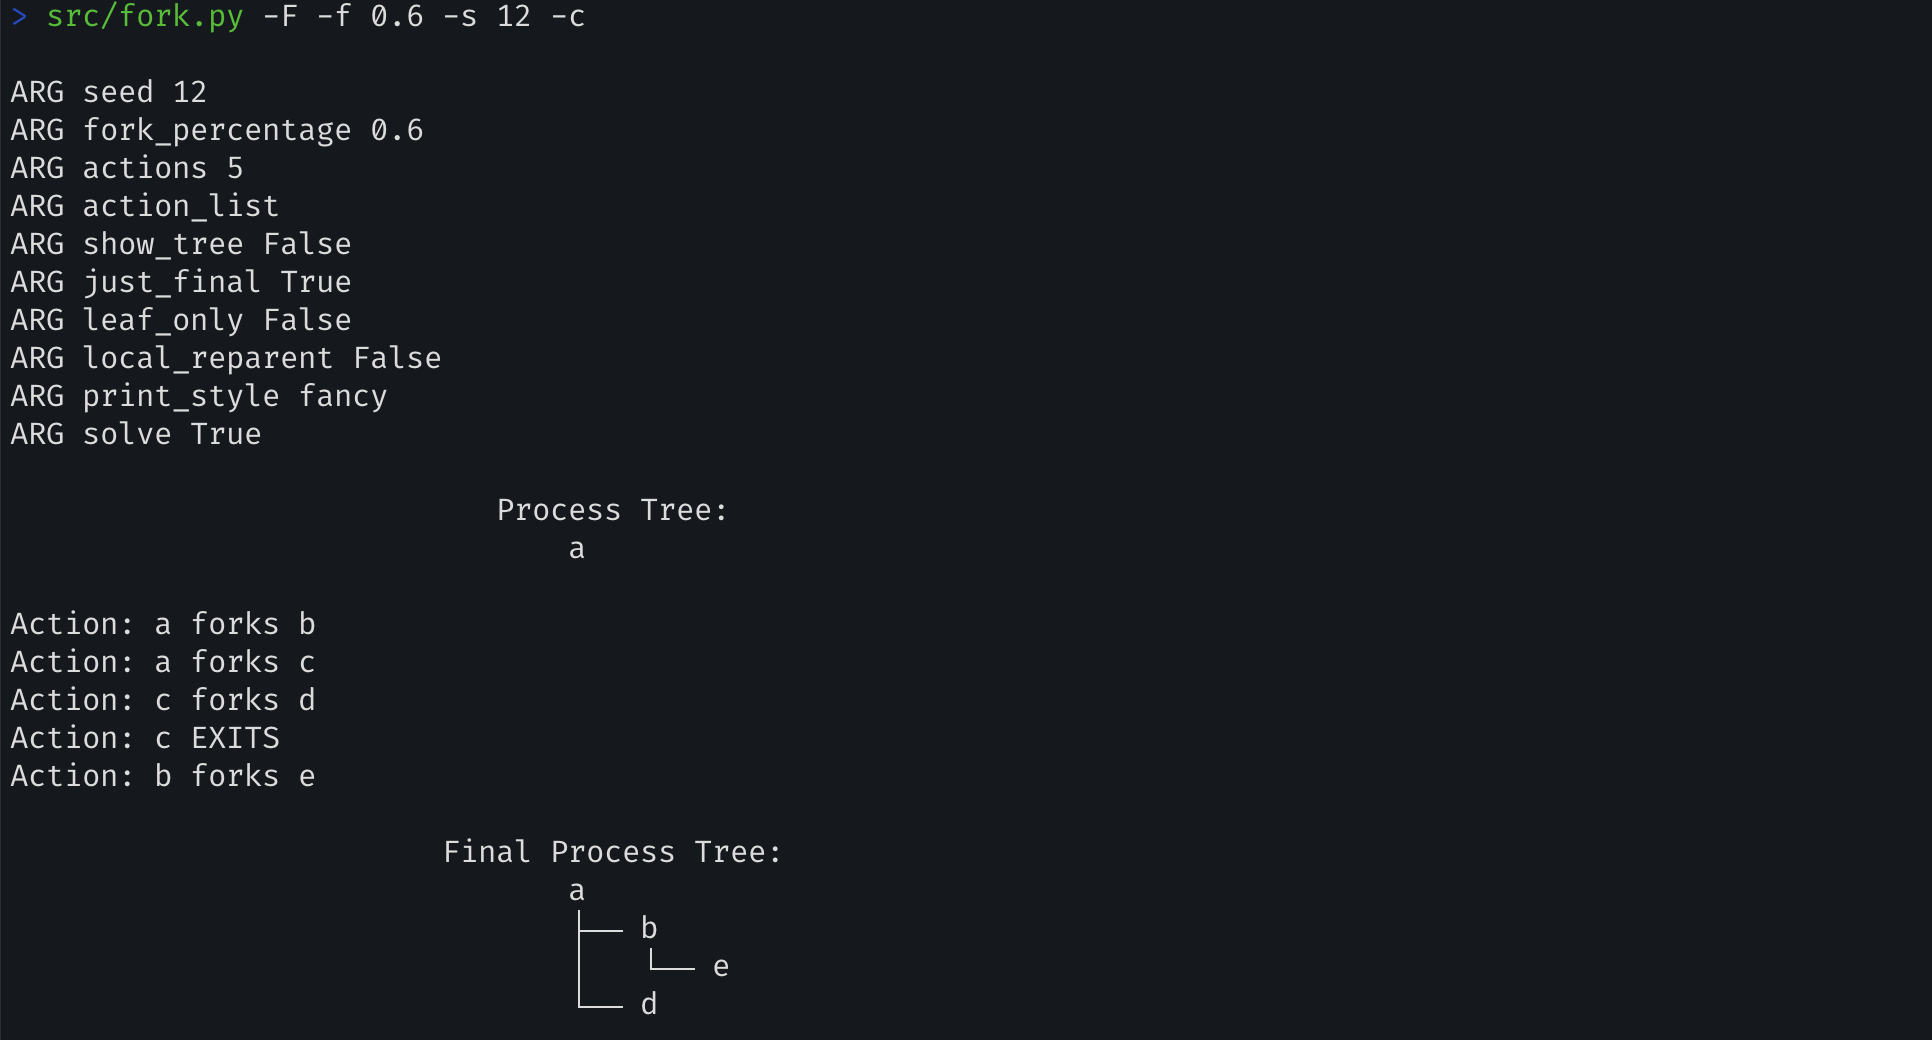 > src/fork.py -F -f 0.6 -s 12 -c
ARG seed 12
ARG fork_percentage 0.6
ARG actions 5
ARG action_list
ARG show_tree False
ARG just_final True
ARG leaf_only False
ARG local_reparent False
ARG print_style fancy
ARG solve True
Process Tree:
a
Action: a forks b
Action: a forks c
Action: c forks d
Action: c EXITS
Action: b forks e
Final Process Tree:
a
├── b
│   └── e
└── d